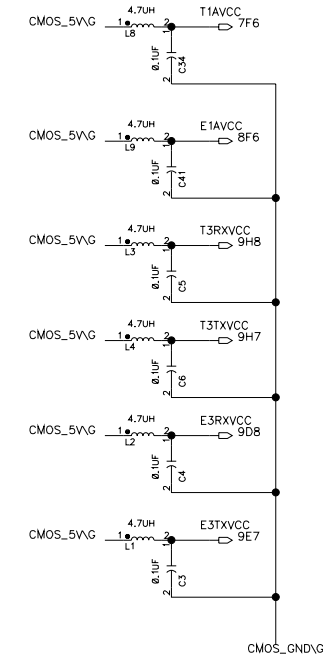 4.7UH T1AVCC
CMOS_5V\G 1 2 7F6
L8 1
0.1UF C34
2
4.7UH E1AVCC
CMOS_5V\G 1 2 8F6
L9 1
0.1UF C41
2
4.7UH T3RXVCC
CMOS_5V\G 1 2 9H8
L3 1
0.1UF C5
2
4.7UH T3TXVCC
CMOS_5V\G 1 2 9H7
L4 1
0.1UF C6
2
4.7UH E3RXVCC
CMOS_5V\G 1 2 9D8
L2 1
0.1UF C4
2
4.7UH E3TXVCC
CMOS_5V\G 1 2 9E7
L1 1
0.1UF C3
2
CMOS_GND\G